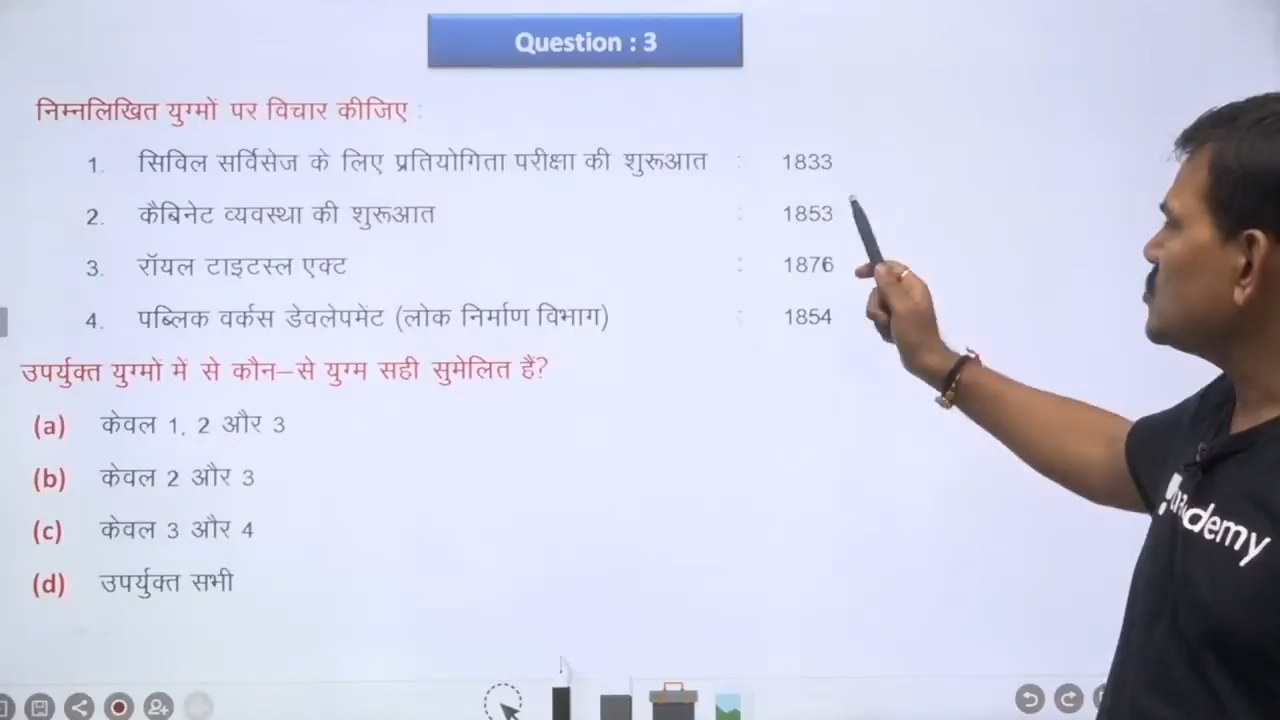 Question : 3
निम्नलिखित युग्मों पर विचार कीजिए :
1. सिविल सर्विसेज के लिए प्रतियोगिता परीक्षा की शुरूआत : 1833
2. कैबिनेट व्यवस्था की शुरूआत : 1853
3. रॉयल टाइटस्ल एक्ट : 1876
4. पब्लिक वर्कस डेवलेपमेंट (लोक निर्माण विभाग) : 1854
उपर्युक्त युग्मों में से कौन–से युग्म सही सुमेलित हैं?
(a) केवल 1, 2 और 3
(b) केवल 2 और 3
(c) केवल 3 और 4
(d) उपर्युक्त सभी